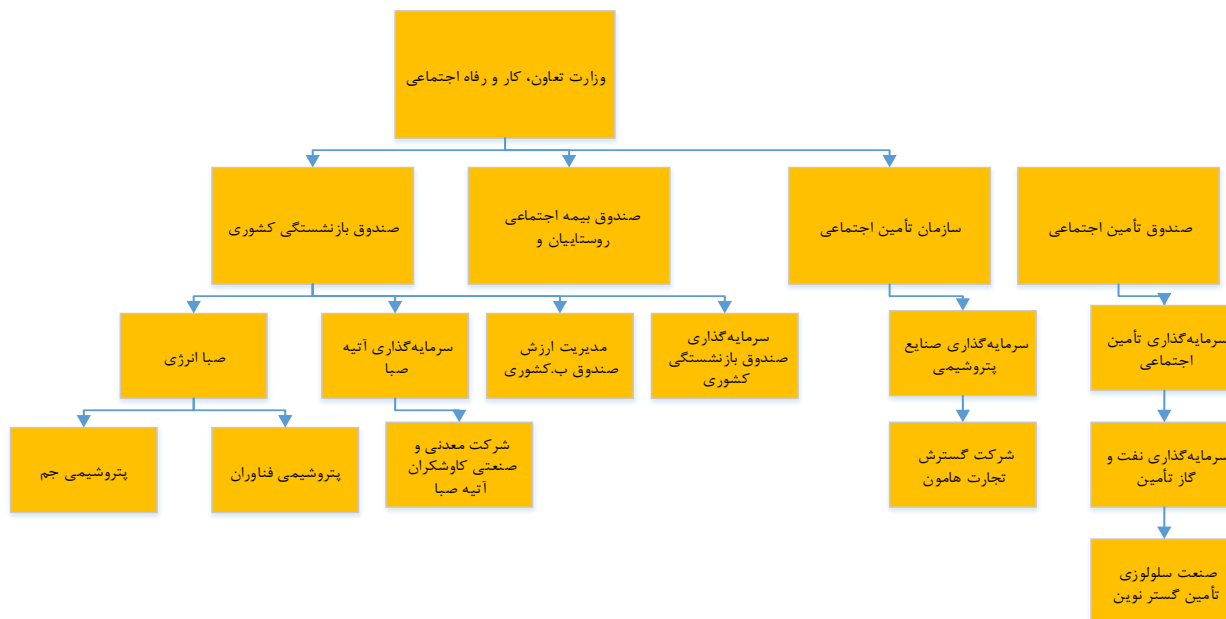 وزارت تعاون، کار و رفاه اجتماعی
صندوق تأمین اجتماعی
سازمان تأمین اجتماعی
صندوق بیمه اجتماعی
روستاییان و
صندوق بازنشستگی کشوری
سرمایه‌گذاری تأمین
اجتماعی
سرمایه‌گذاری صنایع
پتروشیمی
سرمایه‌گذاری
صندوق بازنشستگی
کشوری
مدیریت ارزش
صندوق ب.کشوری
سرمایه‌گذاری آتیه
صبا
صبا انرژی
سرمایه‌گذاری نفت و
گاز تأمین
شرکت گسترش
تجارت هامون
شرکت معدنی و
صنعتی کاوشگران
آتیه صبا
پتروشیمی فناوران
پتروشیمی جم
صنعت سلولوزی
تأمین گستر نوین